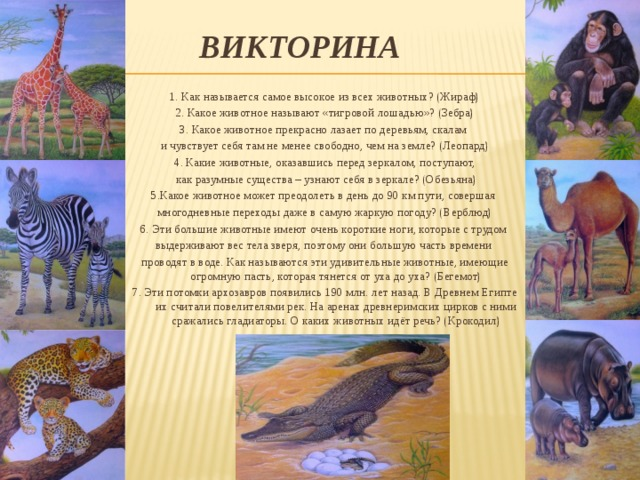 ВИКТОРИНА
1. Как называется самое высокое из всех животных? (Жираф)
2. Какое животное называют «тигровой лошадью»? (Зебра)
3. Какое животное прекрасно лазает по деревьям, скалам
и чувствует себя там не менее свободно, чем на земле? (Леопард)
4. Какие животные, оказавшись перед зеркалом, поступают,
как разумные существа – узнают себя в зеркале? (Обезьяна)
5.Какое животное может преодолеть в день до 90 км пути, совершая
многодневные переходы даже в самую жаркую погоду? (Верблюд)
6. Эти большие животные имеют очень короткие ноги, которые с трудом
выдерживают вес тела зверя, поэтому они большую часть времени
проводят в воде. Как называются эти удивительные животные, имеющие
огромную пасть, которая тянется от уха до уха? (Бегемот)
7. Эти потомки архозавров появились 190 млн. лет назад. В Древнем Египте
их считали повелителями рек. На аренах древнеримских цирков с ними
сражались гладиаторы. О каких животных идёт речь? (Крокодил)